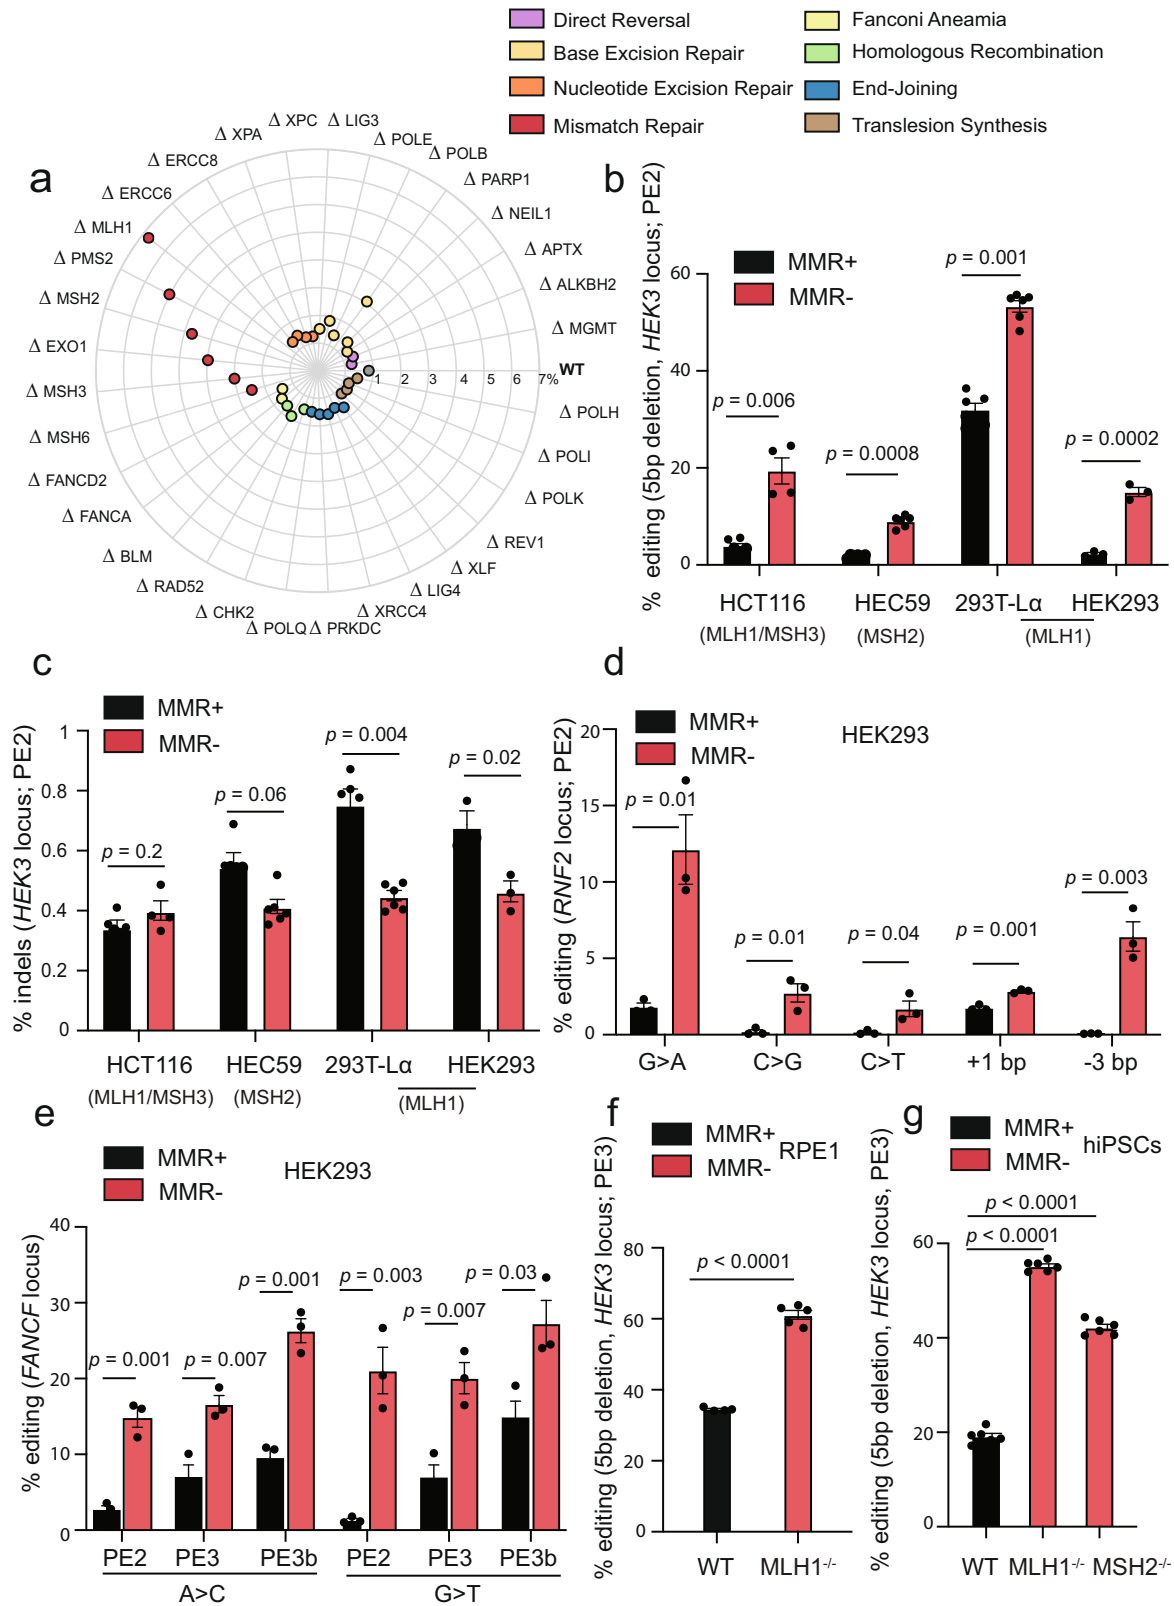 Direct Reversal
Base Excision Repair
Nucleotide Excision Repair
Mismatch Repair
Fanconi Aneamia
Homologous Recombination
End-Joining
Translesion Synthesis
a
Δ XPC
Δ LIG3
Δ POLE
Δ POLB
Δ PARP1
Δ NEIL1
Δ APTX
Δ ALKBH2
Δ MGMT
WT
Δ POLH
Δ POLI
Δ POLK
Δ REV1
Δ XLF
Δ LIG4
Δ XRCC4
Δ PRKDC
Δ POLQ
Δ CHK2
Δ RAD52
Δ BLM
Δ FANCA
Δ FANCD2
Δ MSH6
Δ MSH3
Δ EXO1
Δ MSH2
Δ PMS2
Δ MLH1
Δ ERCC6
Δ ERCC8
Δ XPA
1 2 3 4 5 6 7%
b
MMR+
MMR-
% editing (5bp deletion, HEK3 locus; PE2)
60
40
20
0
p = 0.006
p = 0.0008
p = 0.001
p = 0.0002
HCT116 HEC59 293T-Lα HEK293
(MLH1/MSH3) (MSH2) (MLH1)
c
MMR+
MMR-
% indels (HEK3 locus; PE2)
1
0.8
0.6
0.4
0.2
0
p = 0.2
p = 0.06
p = 0.004
p = 0.02
HCT116 HEC59 293T-Lα HEK293
(MLH1/MSH3) (MSH2) (MLH1)
d
MMR+
MMR-
HEK293
% editing (RNF2 locus; PE2)
20
15
10
5
0
p = 0.01
p = 0.01
p = 0.04
p = 0.001
p = 0.003
G>A C>G C>T +1 bp -3 bp
e
MMR+
MMR-
HEK293
% editing (FANCF locus)
40
30
20
10
0
p = 0.001
p = 0.007
p = 0.001
p = 0.003
p = 0.007
p = 0.03
PE2 PE3 PE3b PE2 PE3 PE3b
A>C G>T
f
MMR+
MMR-
RPE1
% editing (5bp deletion, HEK3 locus; PE3)
80
60
40
20
0
p < 0.0001
WT MLH1-/-
g
MMR+
MMR-
hiPSCs
% editing (5bp deletion, HEK3 locus, PE3)
60
40
20
0
p < 0.0001
p < 0.0001
WT MLH1-/- MSH2-/-